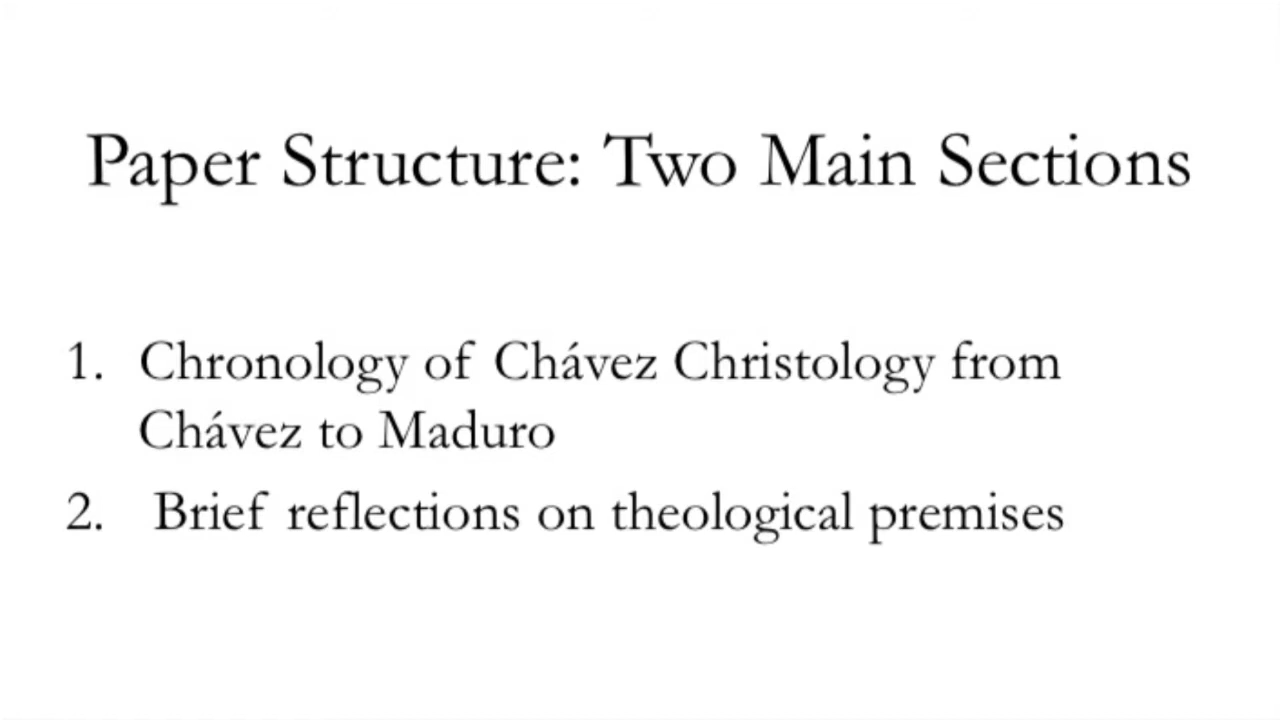 Paper Structure: Two Main Sections
1. Chronology of Chávez Christology from
Chávez to Maduro
2. Brief reflections on theological premises